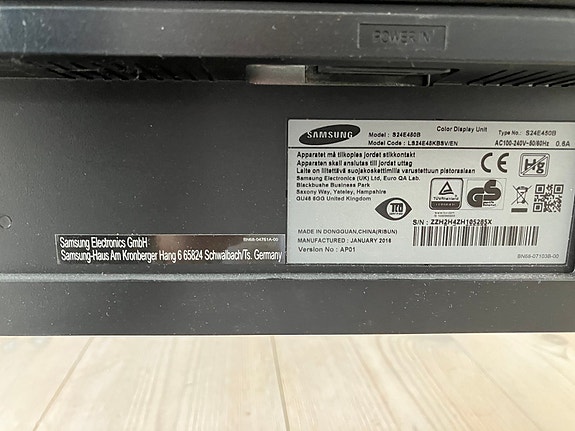 POWER IN
SAMSUNG
Color Display Unit
Model : S24E450B
Type No.: S24E450B
Model Code: LS24E45KBSV/EN
AC100-240V~50/60Hz 0.6A
Apparatet må tilkoples jordet stikkontakt
Apparaten skall anslutas till jordat uttag
Laite on liitettävä suojakoskettimilla varustettuun pistorasiaan
Samsung Electronics (UK) Ltd, Euro QA Lab.
Blackbushe Business Park
Saxony Way, Yateley, Hampshire
GU46 6GG United Kingdom
CE
Hg
TCO
GS
S/N : ZZH2H4ZH105285X
MADE IN DONGGUAN,CHINA(RIBUN)
MANUFACTURED : JANUARY 2016
Version No : AP01
BN68-07103B-00
BN68-04761A-00
Samsung Electronics GmbH
Samsung-Haus Am Kronberger Hang 6 65824 Schwalbach/Ts. Germany